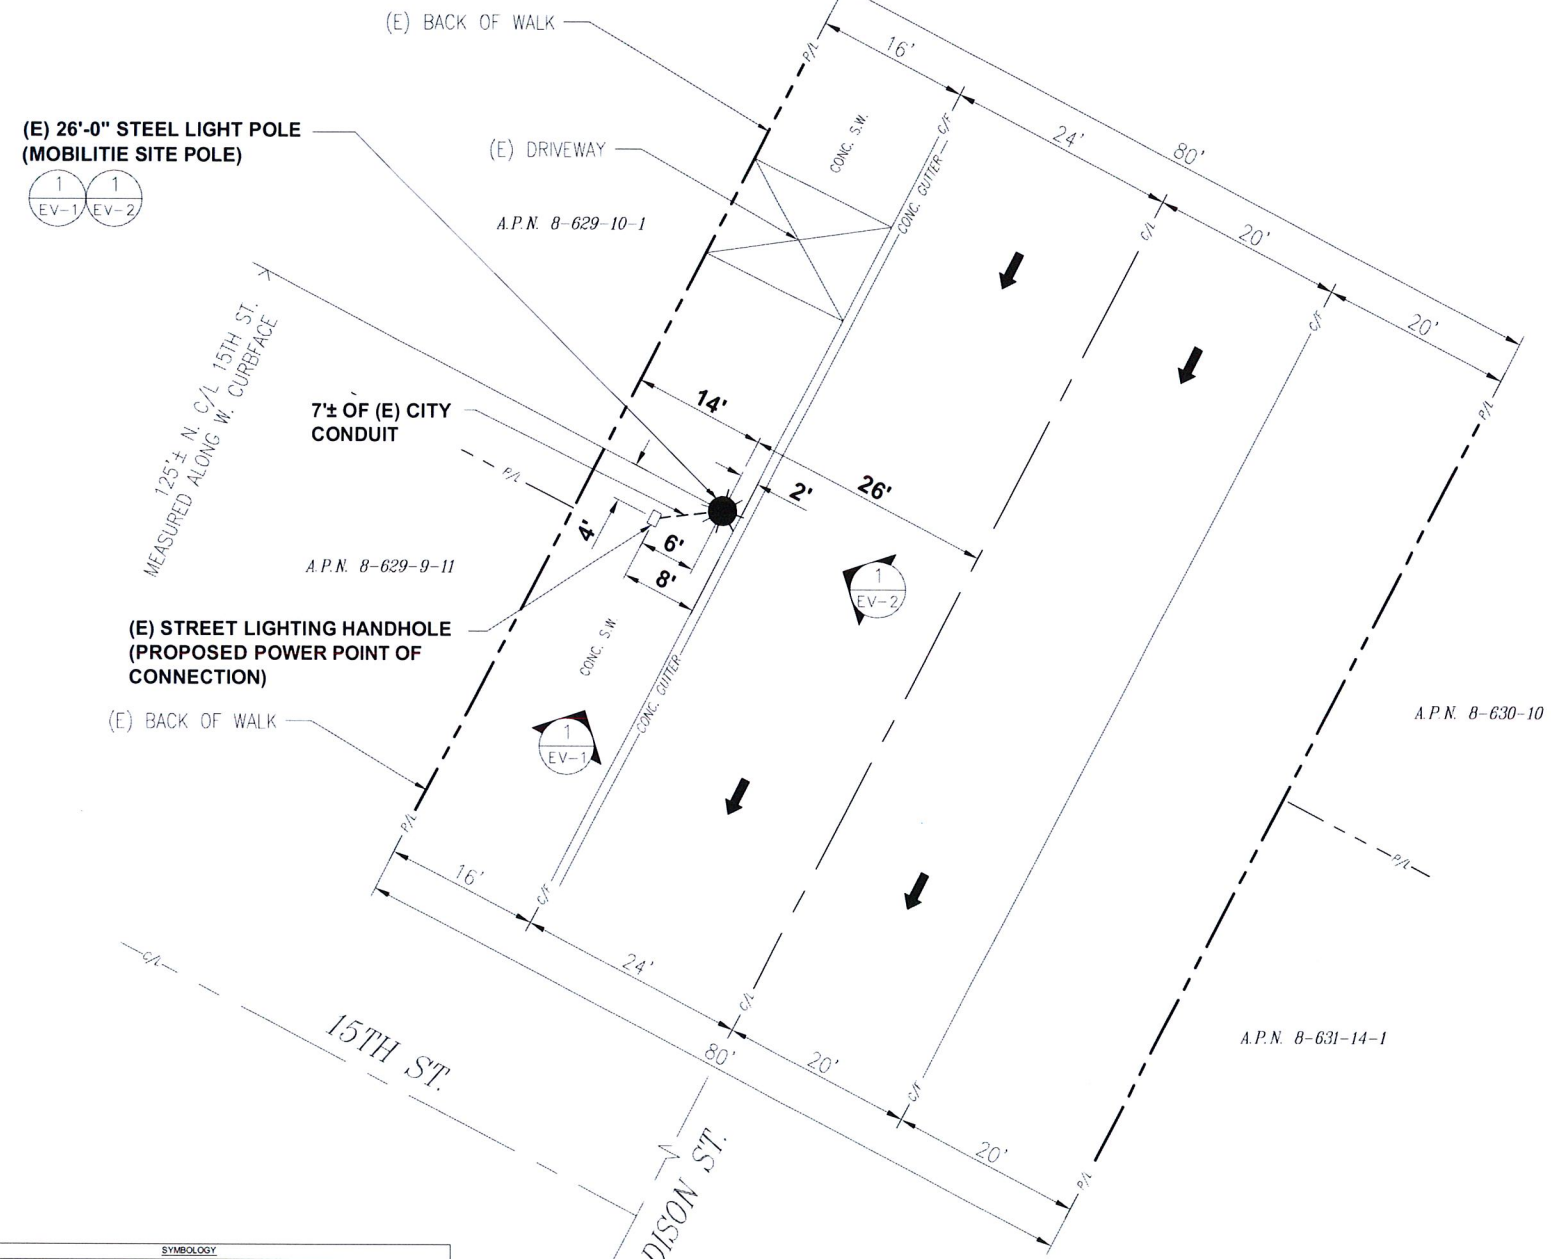 (E) BACK OF WALK
P/L
16'
24'
80'
20'
20'
C/F
C/L
C/F
P/L
CONC. S.W.
CONC. GUTTER
(E) 26'-0" STEEL LIGHT POLE
(MOBILITIE SITE POLE)
1
EV-1
1
EV-2
(E) DRIVEWAY
A.P.N. 8-629-10-1
125'± N. C/L 15TH ST.
MEASURED ALONG W. CURBFACE
7'± OF (E) CITY
CONDUIT
P/L
14'
2'
26'
4'
6'
8'
1
EV-2
A.P.N. 8-629-9-11
(E) STREET LIGHTING HANDHOLE
(PROPOSED POWER POINT OF
CONNECTION)
CONC. S.W.
CONC. GUTTER
(E) BACK OF WALK
1
EV-1
A.P.N. 8-630-10
P/L
P/L
16'
C/F
24'
C/L
80'
20'
C/F
20'
P/L
A.P.N. 8-631-14-1
C/L
15TH ST.
DISON ST.
SYMBOLOGY